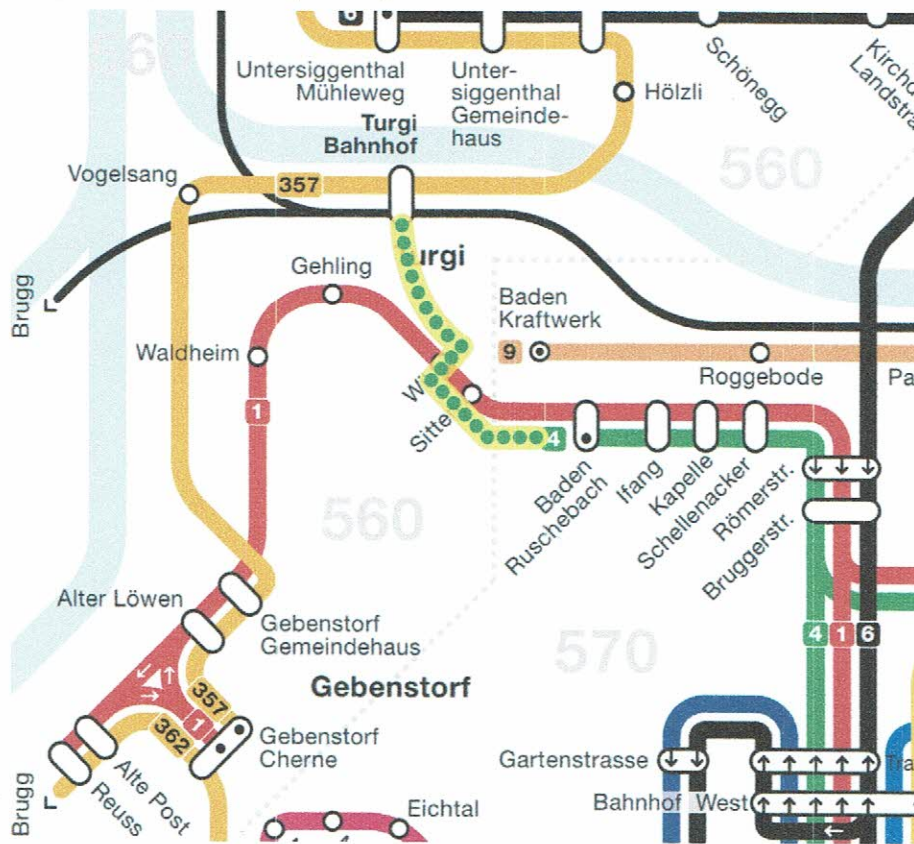 560
6
Untersiggenthal
Mühleweg
Unter-
siggenthal
Gemeinde-
haus
Hölzli
Schönegg
Turgi
Bahnhof
560
Vogelsang
357
Brugg
Gehling
Baden
Kraftwerk
Waldheim
9
Roggebode
1
4
Baden
Ruschebach
Ifang
Kapelle
Schellenacker
Römerstr.
Bruggerstr.
560
Alter Löwen
Gebenstorf
Gemeindehaus
570
4
1
6
Gebenstorf
357
1
362
Gebenstorf
Cherne
Gartenstrasse
Alte Post
Reuss
Brugg
Bahnhof West
Eichtal